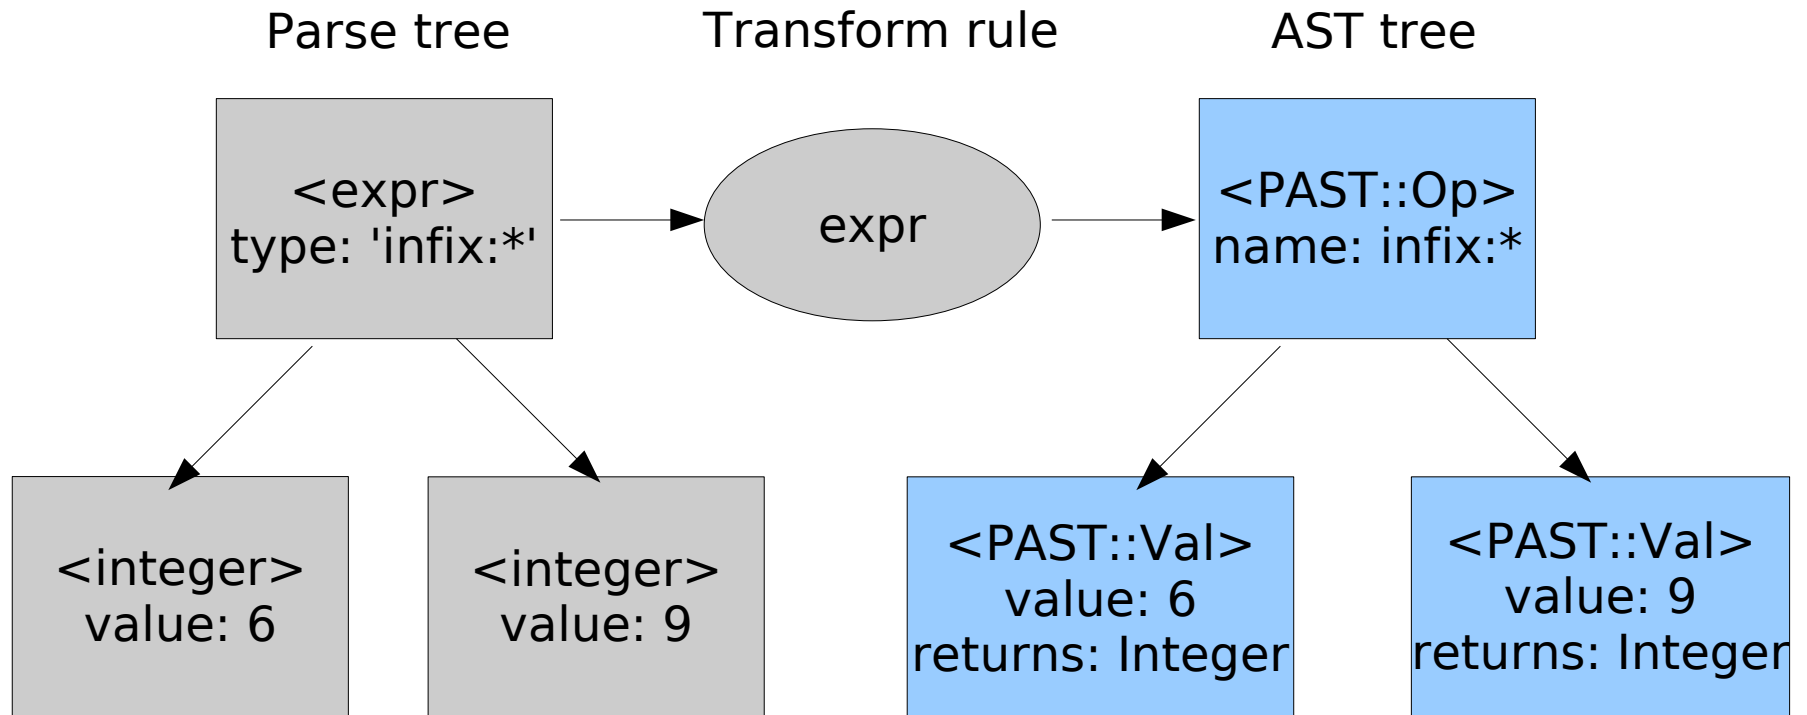 Parse tree
Transform rule
AST tree
<expr>
type: 'infix:*'
expr
<PAST::Op>
name: infix:*
<integer>
value: 6
<integer>
value: 9
<PAST::Val>
value: 6
returns: Integer
<PAST::Val>
value: 9
returns: Integer